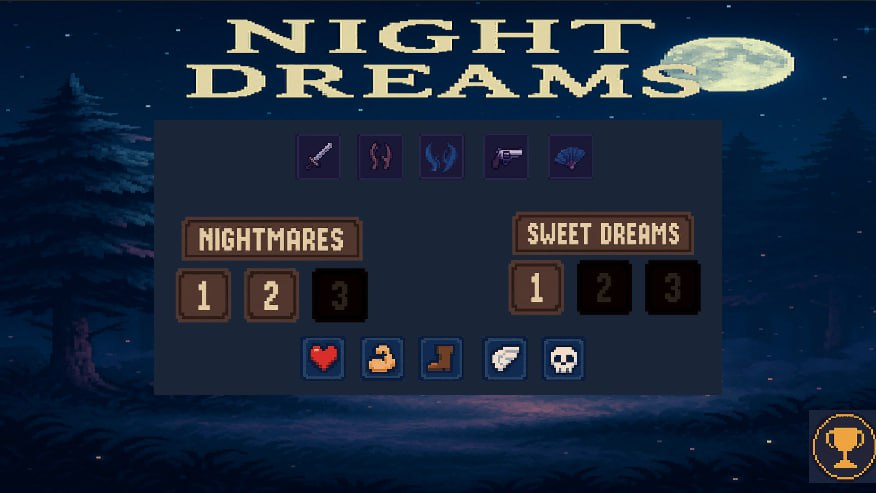 NIGHT
DREAMS
NIGHTMARES
SWEET DREAMS
1 2 3
1 2 3